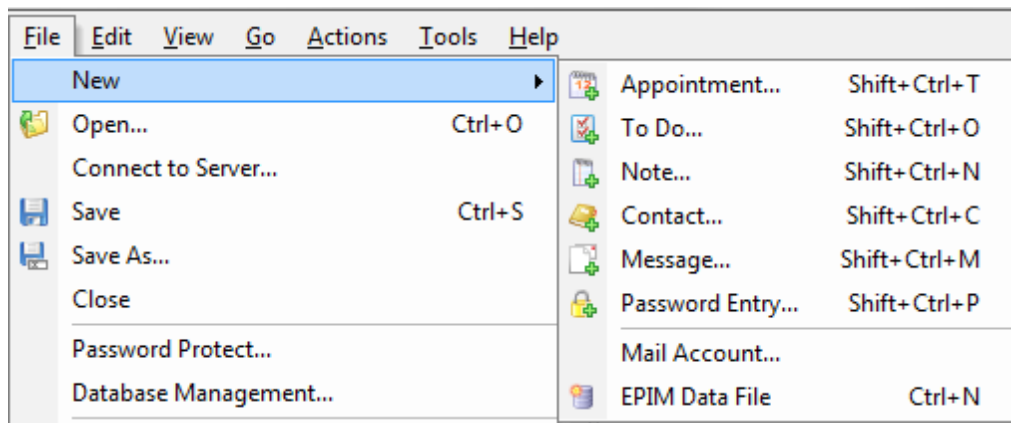 File Edit View Go Actions Tools Help
New
Open... Ctrl+O
Connect to Server...
Save Ctrl+S
Save As...
Close
Password Protect...
Database Management...
Appointment... Shift+Ctrl+T
To Do... Shift+Ctrl+O
Note... Shift+Ctrl+N
Contact... Shift+Ctrl+C
Message... Shift+Ctrl+M
Password Entry... Shift+Ctrl+P
Mail Account...
EPIM Data File Ctrl+N